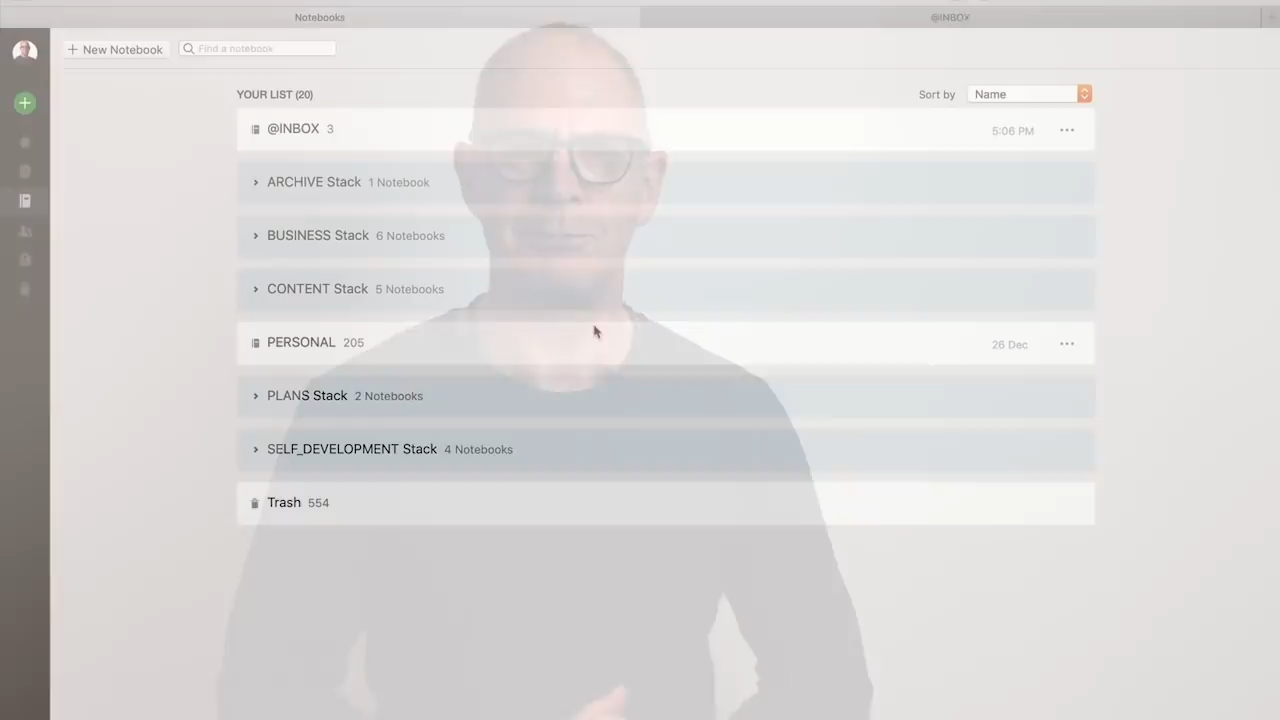 Notebooks
@INBOX
+ New Notebook
Find a notebook
YOUR LIST (20)
Sort by
Name
@INBOX 3
5:06 PM
ARCHIVE Stack 1 Notebook
BUSINESS Stack 6 Notebooks
CONTENT Stack 5 Notebooks
PERSONAL 205
26 Dec
PLANS Stack 2 Notebooks
SELF_DEVELOPMENT Stack 4 Notebooks
Trash 554